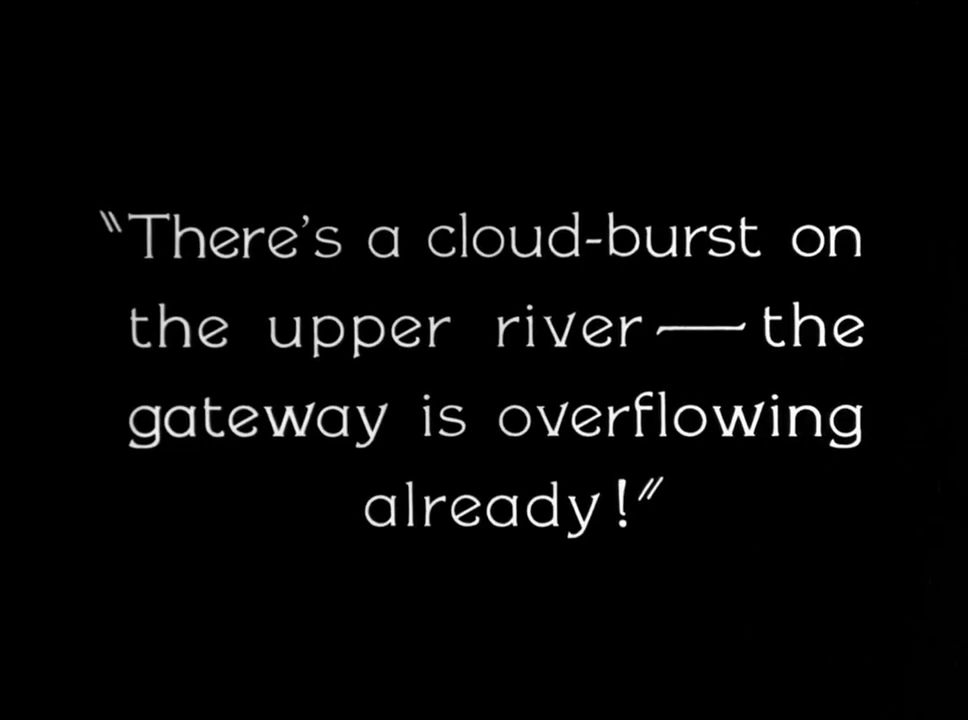 "There's a cloud-burst on
the upper river — the
gateway is overflowing
already!"